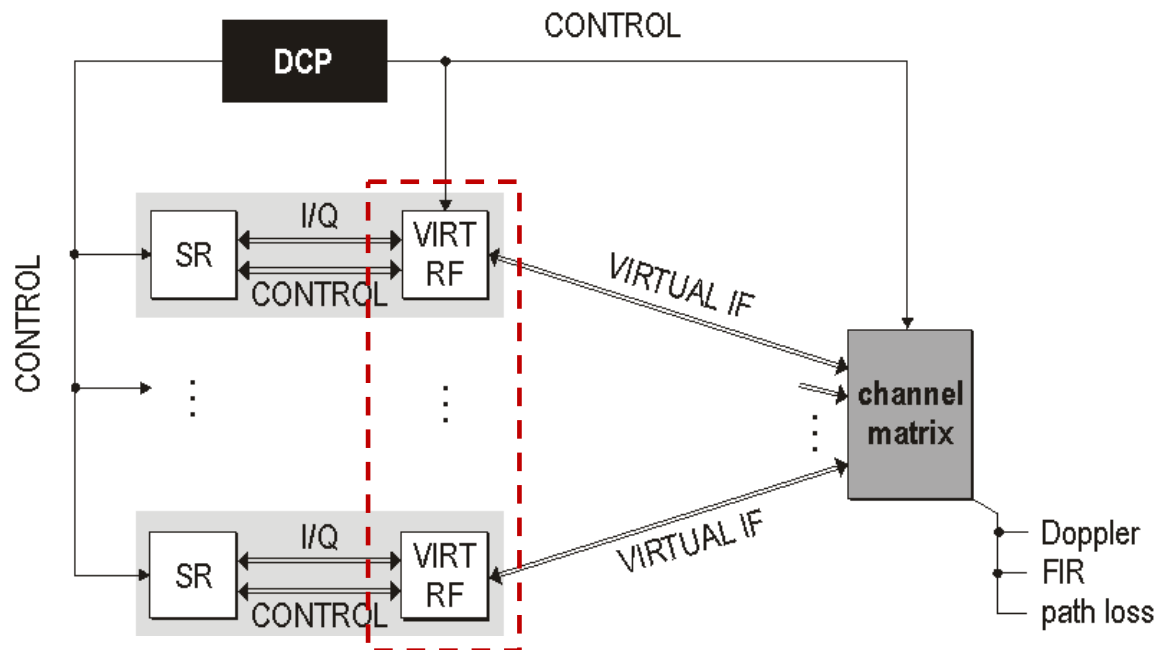 CONTROL
DCP
I/Q
SR
VIRT
RF
CONTROL
VIRTUAL IF
CONTROL
channel
matrix
I/Q
SR
VIRT
RF
CONTROL
VIRTUAL IF
Doppler
FIR
path loss